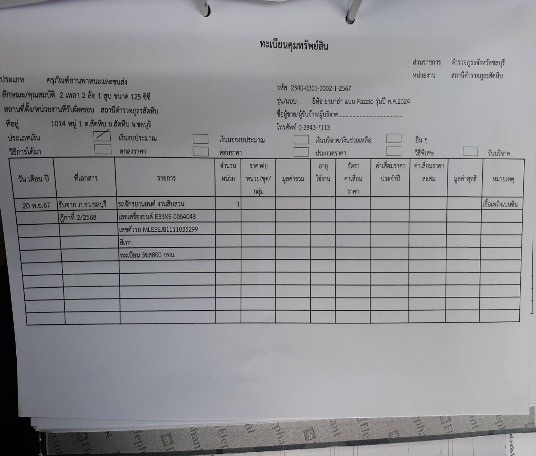 ทะเบียนคุมทรัพย์สิน
ส่วนราชการ ตำรวจภูธรจังหวัดชลบุรี
หน่วยงาน สถานีตำรวจภูธรสัตหีบ
ประเภท ครุภัณฑ์ยานพาหนะและขนส่ง
รหัส 2340-0301-0002-1-2567
ลักษณะ/คุณสมบัติ 2 เพลา 2 ล้อ 1 สูบ ขนาด 125 ซีซี
รุ่น/แบบ ยี่ห้อ ยามาฮ่า แบบ Fazzio รุ่นปี ค.ศ.2024
สถานที่ตั้ง/หน่วยงานที่รับผิดชอบ สถานีตำรวจภูธรสัตหีบ
ชื่อผู้ขาย/ผู้รับจ้าง/ผู้บริจาค
ที่อยู่ 1014 หมู่ 1 ต.สัตหีบ อ.สัตหีบ จ.ชลบุรี
โทรศัพท์ 0-3843-7113
ประเภทเงิน เงินงบประมาณ เงินนอกงบประมาณ เงินบริจาค/เงินช่วยเหลือ อื่น ๆ
วิธีการได้มา ตกลงราคา สอบราคา ประกวดราคา วิธีพิเศษ รับบริจาค
วัน เดือน ปี ที่เอกสาร รายการ จำนวน หน่วย ราคาต่อ หน่วย/ชุด/ กลุ่ม มูลค่ารวม อายุ ใช้งาน อัตรา ค่าเสื่อม ราคา ค่าเสื่อมราคา ประจำปี ค่าเสื่อมราคา สะสม มูลค่าสุทธิ หมายเหตุ
20 พ.ย.67 รับจาก ภ.จว.ชลบุรี รถจักรยานยนต์ งานสืบสวน 1
ฎีกาที่ 2/2568 เลขเครื่องยนต์ E33XE-0054048
เลขตัวถัง MLESEJ81111035299
สีเทา